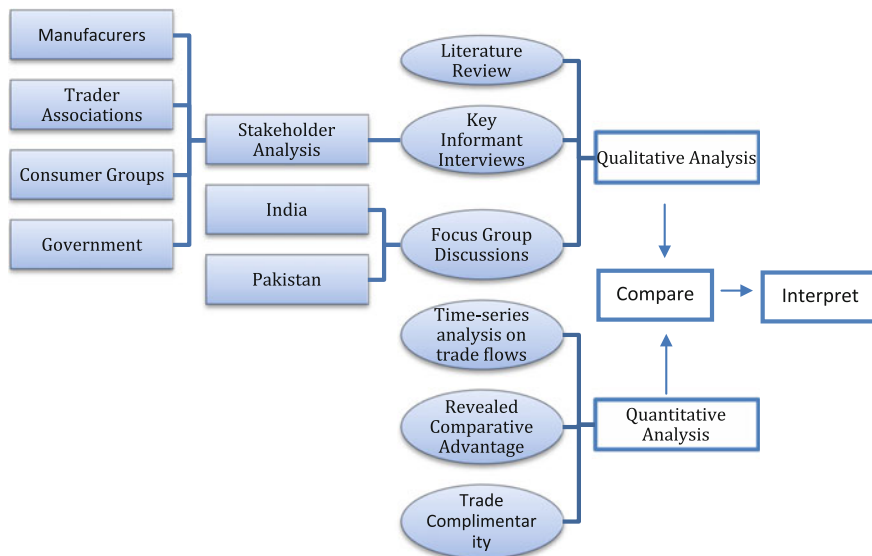 Manufacurers
Trader
Associations
Consumer Groups
Government
Stakeholder
Analysis
India
Pakistan
Literature
Review
Key
Informant
Interviews
Focus Group
Discussions
Time-series
analysis on
trade flows
Revealed
Comparative
Advantage
Trade
Complimentar
ity
Qualitative Analysis
Compare
Interpret
Quantitative
Analysis